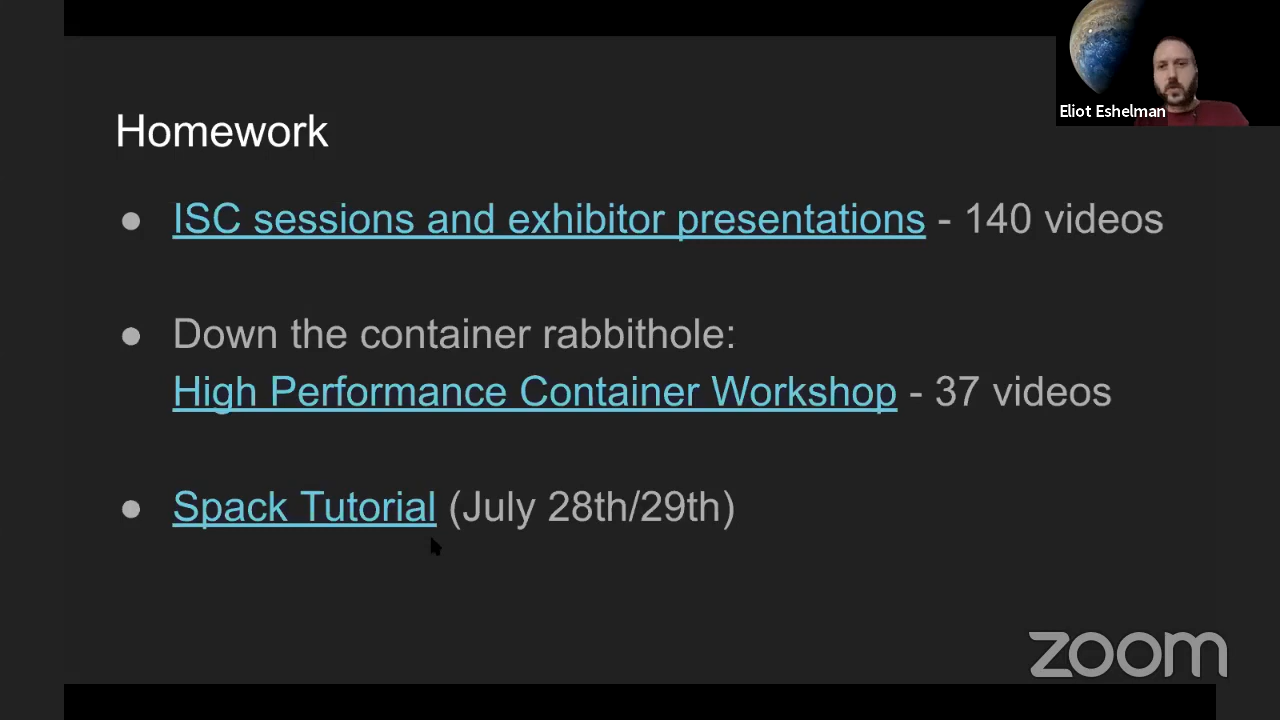 Eliot Eshelman
Homework
● ISC sessions and exhibitor presentations - 140 videos
● Down the container rabbithole:
High Performance Container Workshop - 37 videos
● Spack Tutorial (July 28th/29th)
zoom